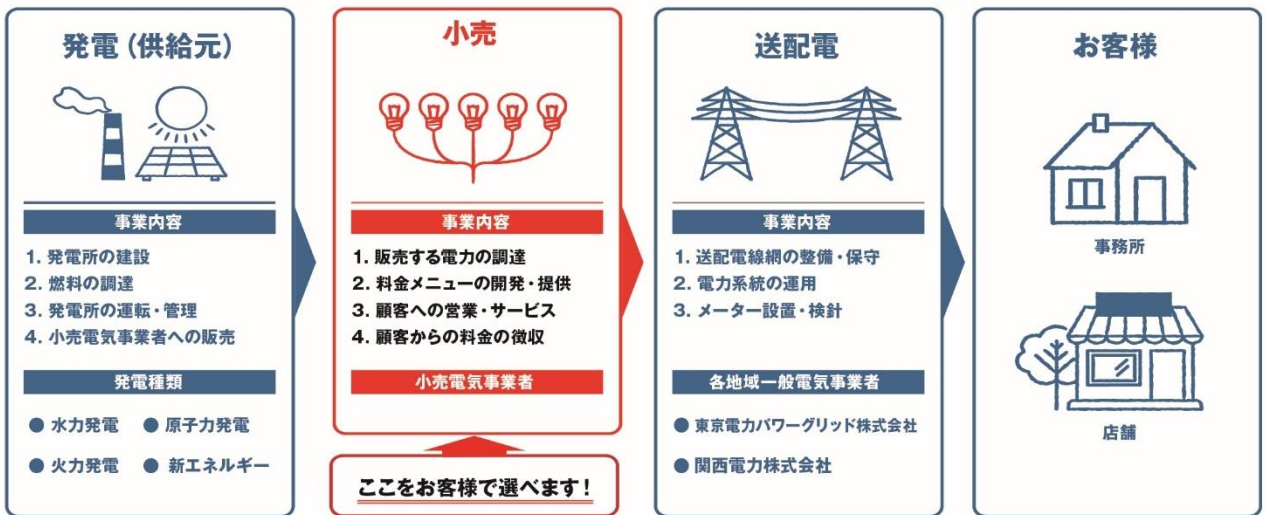 発電（供給元）
事業内容
1. 発電所の建設
2. 燃料の調達
3. 発電所の運転・管理
4. 小売電気事業者への販売
発電種類
● 水力発電 ● 原子力発電
● 火力発電 ● 新エネルギー
小売
事業内容
1. 販売する電力の調達
2. 料金メニューの開発・提供
3. 顧客への営業・サービス
4. 顧客からの料金の徴収
小売電気事業者
ここをお客様で選べます！
送配電
事業内容
1. 送配電線網の整備・保守
2. 電力系統の運用
3. メーター設置・検針
各地域一般電気事業者
● 東京電力パワーグリッド株式会社
● 関西電力株式会社
お客様
事務所
店舗